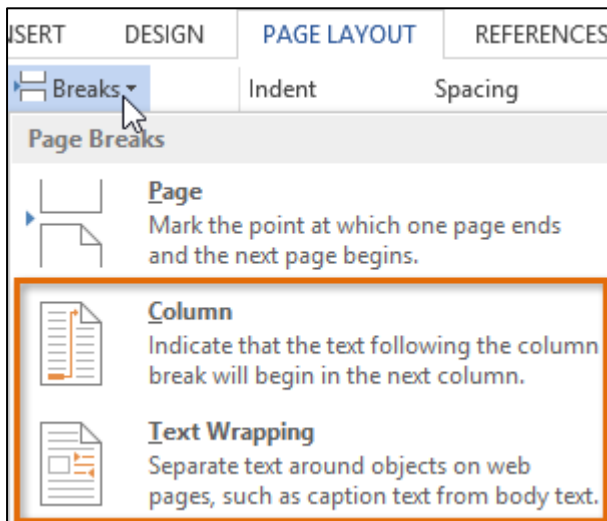 NSERT DESIGN PAGE LAYOUT REFERENCES
Breaks Indent Spacing
Page Breaks
Page
Mark the point at which one page ends
and the next page begins.
Column
Indicate that the text following the column
break will begin in the next column.
Text Wrapping
Separate text around objects on web
pages, such as caption text from body text.